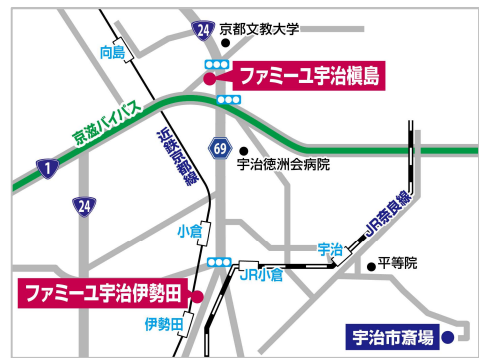 24
京都文教大学
向島
ファミーユ宇治槇島
京滋バイパス
近鉄京都線
1
69
宇治徳洲会病院
24
JR奈良線
小倉
宇治
平等院
JR小倉
ファミーユ宇治伊勢田
伊勢田
宇治市斎場